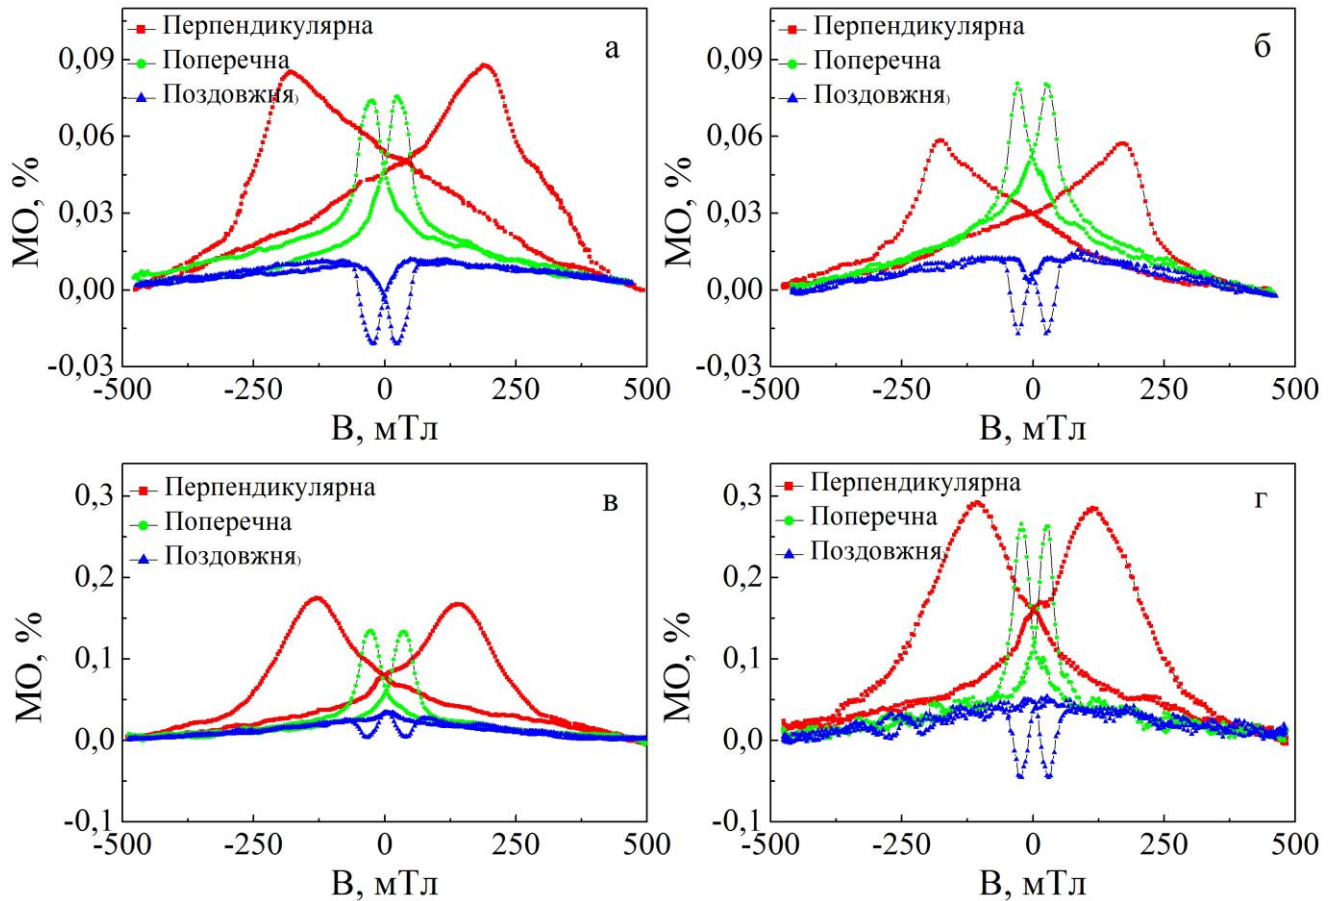 Перпендикулярна
Поперечна
Поздовжня)
а
0,09
0,06
0,03
0,00
-0,03
МО, %
-500 -250 0 250 500
В, мТл
Перпендикулярна
Поперечна
Поздовжня)
б
0,09
0,06
0,03
0,00
-0,03
МО, %
-500 -250 0 250 500
В, мТл
Перпендикулярна
Поперечна
Поздовжня)
в
0,3
0,2
0,1
0,0
-0,1
МО, %
-500 -250 0 250 500
В, мТл
Перпендикулярна
Поперечна
Поздовжня)
г
0,3
0,2
0,1
0,0
-0,1
МО, %
-500 -250 0 250 500
В, мТл